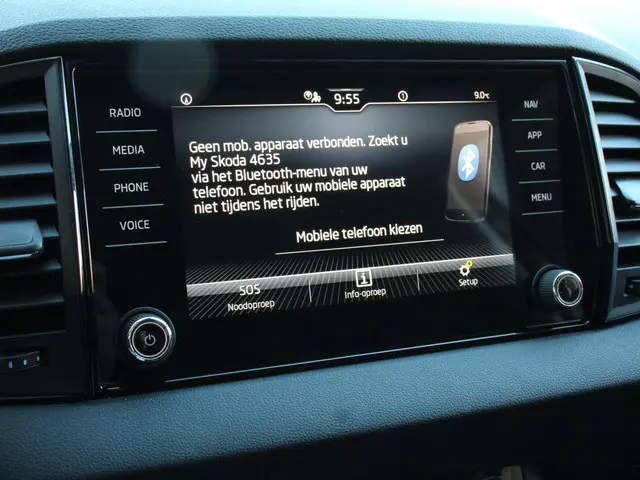 9:55
9.0°C
RADIO
MEDIA
PHONE
VOICE
NAV
APP
CAR
MENU
Geen mob. apparaat verbonden. Zoekt u
My Skoda 4635
via het Bluetooth-menu van uw
telefoon. Gebruik uw mobiele apparaat
niet tijdens het rijden.
Mobiele telefoon kiezen
SOS
Noodoproep
i
Info-oproep
Setup